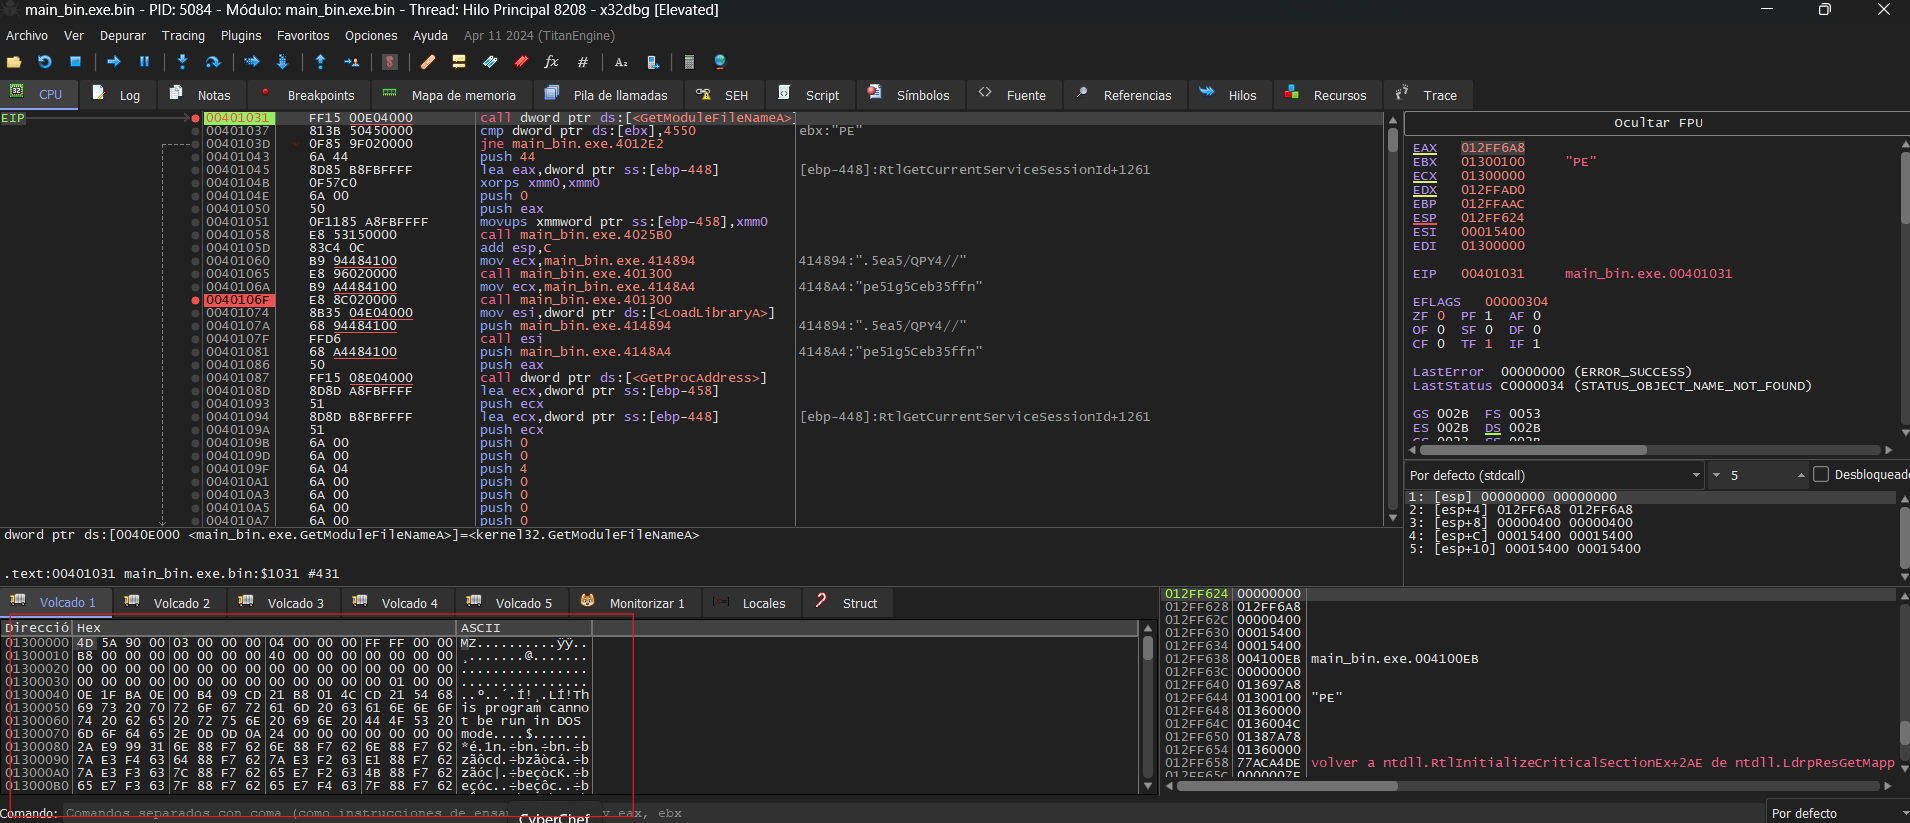 main_bin.exe.bin - PID: 5084 - Módulo: main_bin.exe.bin - Thread: Hilo Principal 8208 - x32dbg [Elevated]
Archivo Ver Depurar Tracing Plugins Favoritos Opciones Ayuda Apr 11 2024 (TitanEngine)
CPU Log Notas Breakpoints Mapa de memoria Pila de llamadas SEH Script Símbolos Fuente Referencias Hilos Recursos Trace
EIP 00401031 FF15 00E04000 call dword ptr ds:[<GetModuleFileNameA>]
00401037 813B 50450000 cmp dword ptr ds:[ebx],4550 ebx:"PE"
0040103D 0F85 9F020000 jne main_bin.exe.4012E2
00401043 6A 44 push 44
00401045 8D85 B8FBFFFF lea eax,dword ptr ss:[ebp-448] [ebp-448]:RtlGetCurrentServiceSessionId+1261
0040104B 0F57C0 xorps xmm0,xmm0
0040104E 6A 00 push 0
00401050 50 push eax
00401051 0F1185 A8FBFFFF movups xmmword ptr ss:[ebp-458],xmm0
00401058 E8 53150000 call main_bin.exe.4025B0
0040105D 83C4 0C add esp,C
00401060 B9 94484100 mov ecx,main_bin.exe.414894 414894:".5ea5/QPY4//"
00401065 E8 96020000 call main_bin.exe.401300
0040106A B9 A4484100 mov ecx,main_bin.exe.4148A4 4148A4:"pe51g5Ceb35ffn"
0040106F E8 8C020000 call main_bin.exe.401300
00401074 8B35 04E04000 mov esi,dword ptr ds:[<LoadLibraryA>]
0040107A 68 94484100 push main_bin.exe.414894 414894:".5ea5/QPY4//"
0040107F FFD6 call esi
00401081 68 A4484100 push main_bin.exe.4148A4 4148A4:"pe51g5Ceb35ffn"
00401086 50 push eax
00401087 FF15 08E04000 call dword ptr ds:[<GetProcAddress>]
0040108D 8D8D A8FBFFFF lea ecx,dword ptr ss:[ebp-458]
00401093 51 push ecx
00401094 8D8D B8FBFFFF lea ecx,dword ptr ss:[ebp-448] [ebp-448]:RtlGetCurrentServiceSessionId+1261
0040109A 51 push ecx
0040109B 6A 00 push 0
0040109D 6A 00 push 0
0040109F 6A 04 push 4
004010A1 6A 00 push 0
004010A3 6A 00 push 0
004010A5 6A 00 push 0
004010A7 6A 00 push 0
dword ptr ds:[0040E000 <main_bin.exe.GetModuleFileNameA>]=<kernel32.GetModuleFileNameA>
.text:00401031 main_bin.exe.bin:$1031 #431
Ocultar FPU
EAX 012FF6A8
EBX 01300100 "PE"
ECX 01300000
EDX 012FFAD0
EBP 012FFAAC
ESP 012FF624
ESI 00015400
EDI 01300000
EIP 00401031 main_bin.exe.00401031
EFLAGS 00000304
ZF 0 PF 1 AF 0
OF 0 SF 0 DF 0
CF 0 TF 1 IF 1
LastError 00000000 (ERROR_SUCCESS)
LastStatus C0000034 (STATUS_OBJECT_NAME_NOT_FOUND)
GS 002B FS 0053
ES 002B DS 002B
Por defecto (stdcall) 5 Desbloqueado
1: [esp] 00000000 00000000
2: [esp+4] 012FF6A8 012FF6A8
3: [esp+8] 00000400 00000400
4: [esp+C] 00015400 00015400
5: [esp+10] 00015400 00015400
Volcado 1 Volcado 2 Volcado 3 Volcado 4 Volcado 5 Monitorizar 1 Locales Struct
Direcció Hex ASCII
01300000 4D 5A 90 00 03 00 00 00 04 00 00 00 FF FF 00 00 MZ..........ÿÿ..
01300010 B8 00 00 00 00 00 00 00 40 00 00 00 00 00 00 00 ¸.......@.......
01300020 00 00 00 00 00 00 00 00 00 00 00 00 00 00 00 00 ................
01300030 00 00 00 00 00 00 00 00 00 00 00 00 00 01 00 00 ................
01300040 0E 1F BA 0E 00 B4 09 CD 21 B8 01 4C CD 21 54 68 ..º..´.Í!¸.LÍ!Th
01300050 69 73 20 70 72 6F 67 72 61 6D 20 63 61 6E 6E 6F is program canno
01300060 74 20 62 65 20 72 75 6E 20 69 6E 20 44 4F 53 20 t be run in DOS
01300070 6D 6F 64 65 2E 0D 0D 0A 24 00 00 00 00 00 00 00 mode....$.......
01300080 2A E9 99 31 6E 88 F7 62 6E 88 F7 62 6E 88 F7 62 *é.1n.÷bn.÷bn.÷b
01300090 7A E3 F4 63 64 88 F7 62 7A E3 F2 63 E1 88 F7 62 zãôcd.÷bzãòcá.÷b
013000A0 7A E3 F3 63 7C 88 F7 62 65 E7 F2 63 4B 88 F7 62 zãóc|.÷beçòcK.÷b
013000B0 65 E7 F3 63 7F 88 F7 62 65 E7 F4 63 7F 88 F7 62 eçóc..÷beçôc..÷b
012FF624 00000000
012FF628 012FF6A8
012FF62C 00000400
012FF630 00015400
012FF634 00015400
012FF638 004100EB main_bin.exe.004100EB
012FF63C 00000000
012FF640 013697A8
012FF644 01300100 "PE"
012FF648 01360000
012FF64C 0136004C
012FF650 01387A78
012FF654 01360000
012FF658 77ACA4DE volver a ntdll.RtlInitializeCriticalSectionEx+2AE de ntdll.LdrpResGetMapp
012FF65C 0000007F
Comando: Comandos separados con coma (como instrucciones de ensa CyberChef v eax, ebx
Por defecto